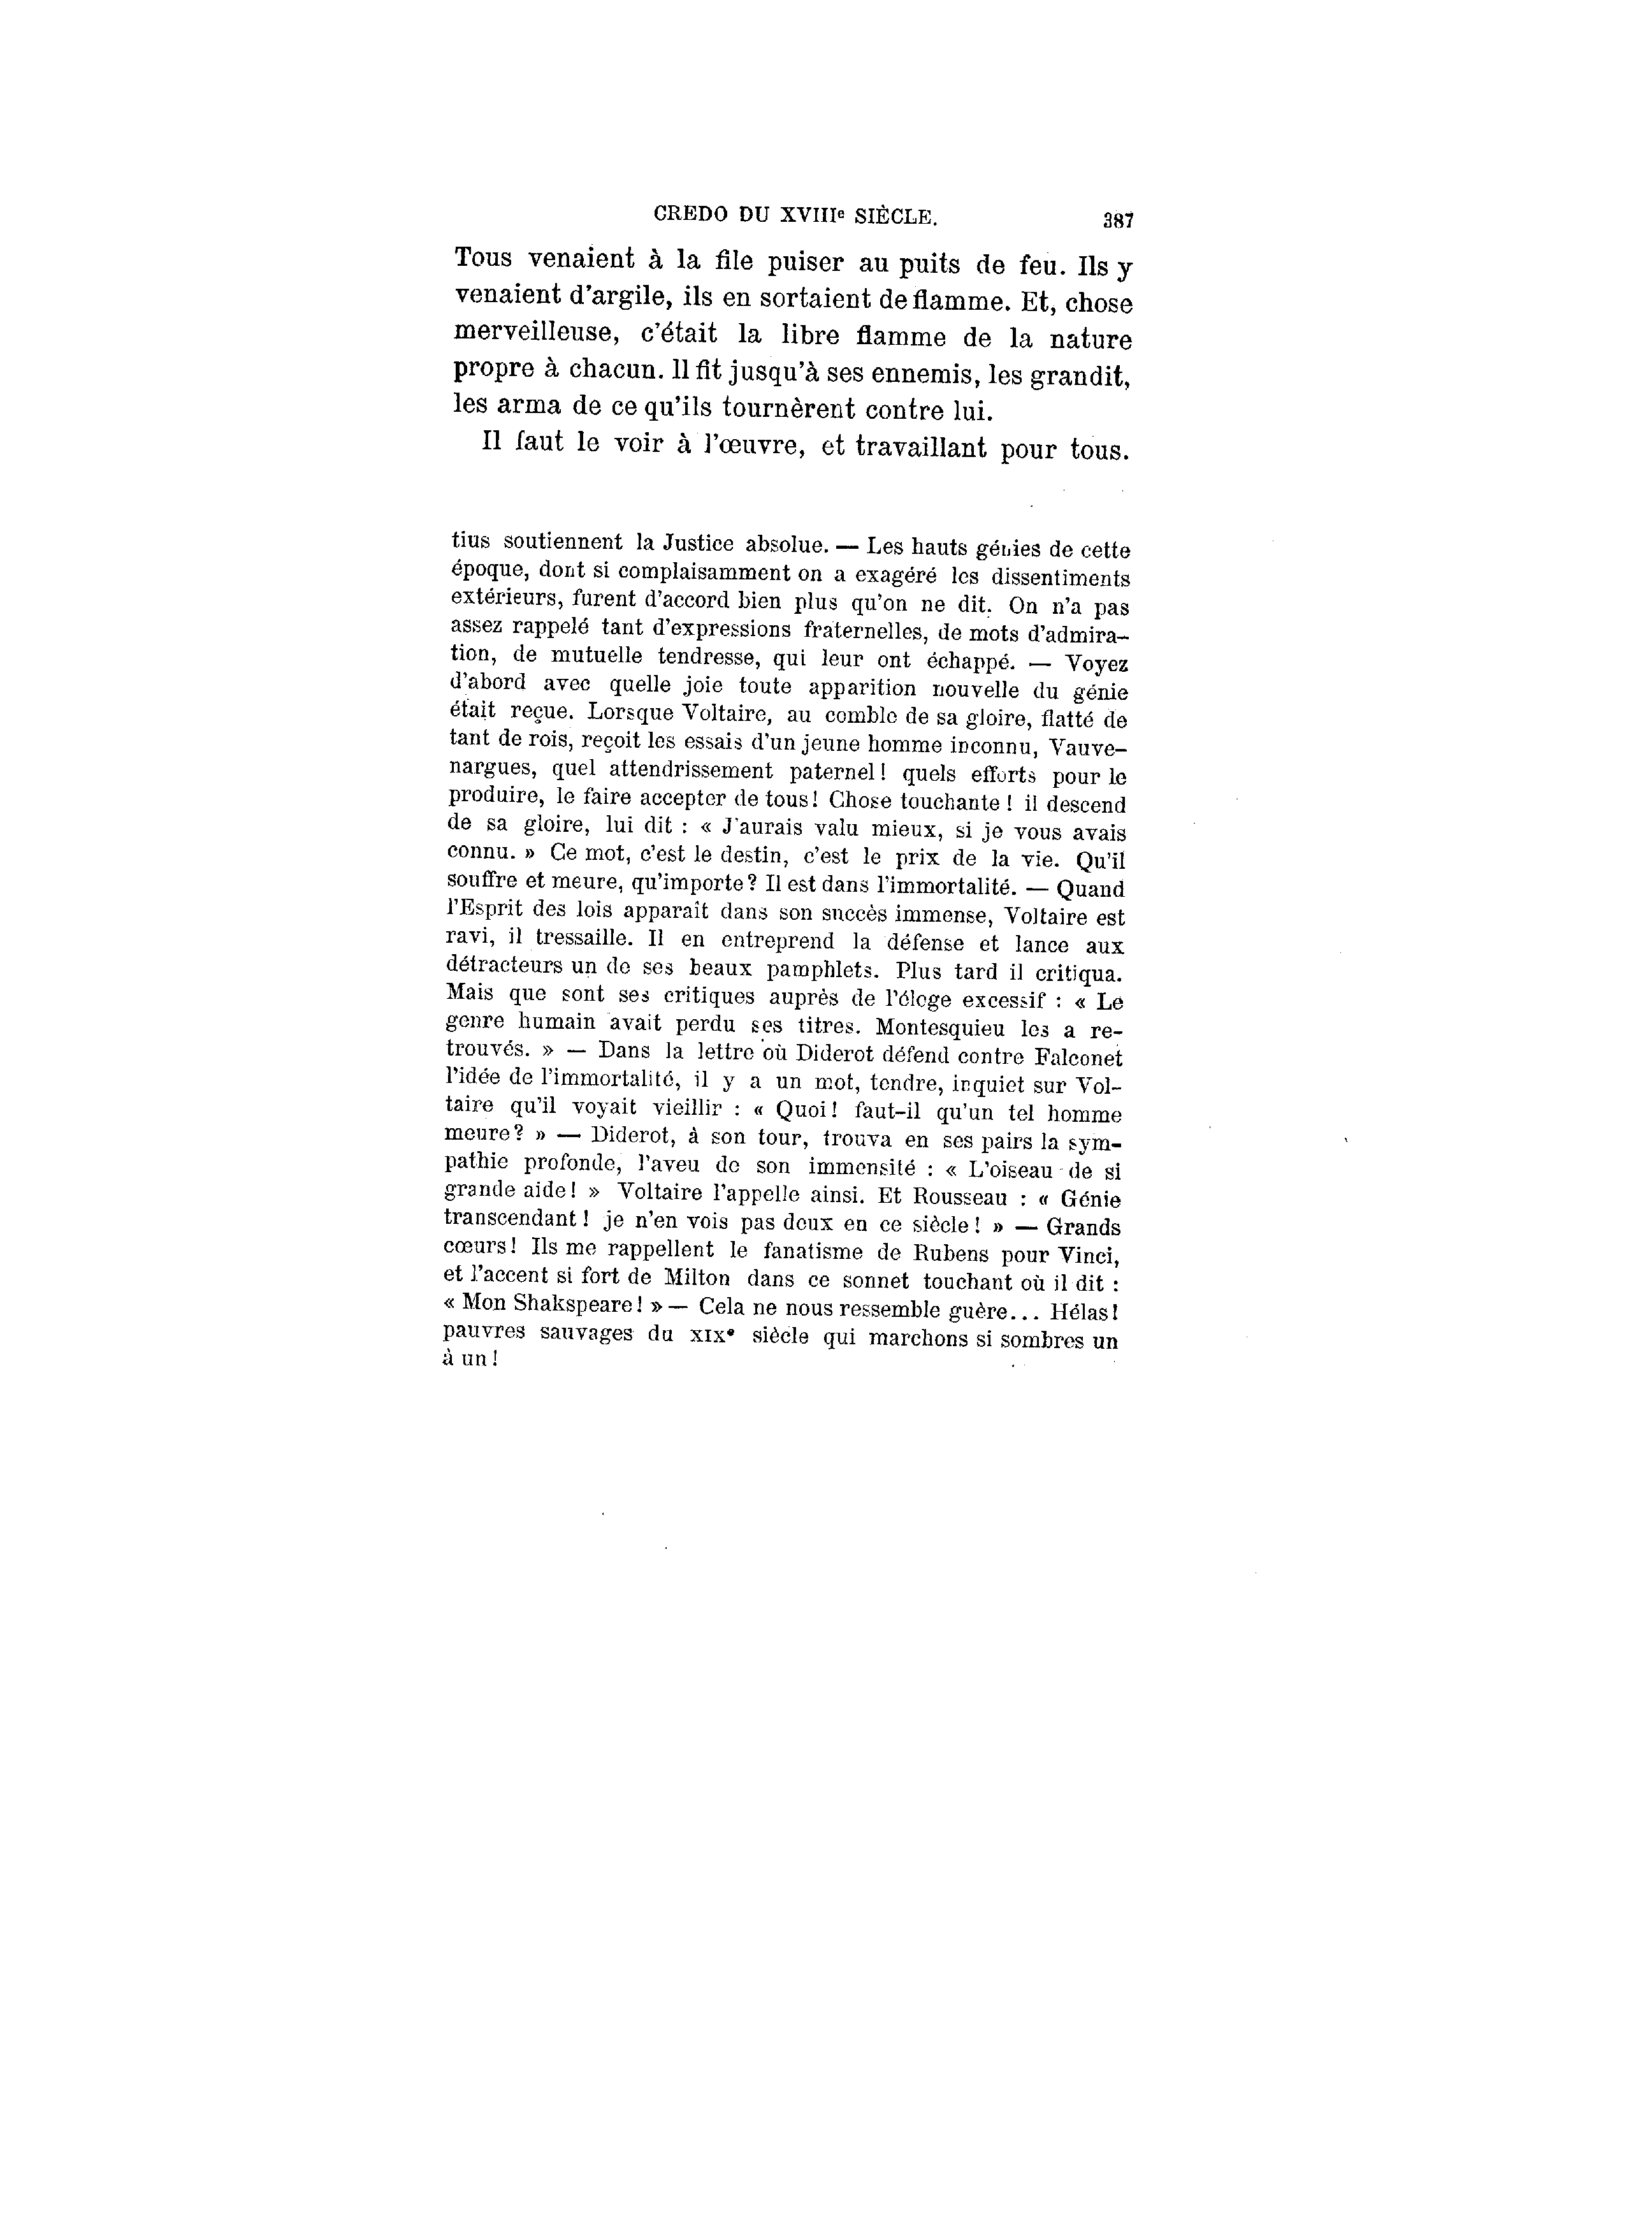 CREDO DU XVIIIe SIÈCLE. 387
Tous venaient à la file puiser au puits de feu. Ils y
venaient d'argile, ils en sortaient de flamme. Et, chose
merveilleuse, c'était la libre flamme de la nature
propre à chacun. Il fit jusqu'à ses ennemis, les grandit,
les arma de ce qu'ils tournèrent contre lui.
Il faut le voir à l'œuvre, et travaillant pour tous.
tius soutiennent la Justice absolue. — Les hauts génies de cette
époque, dont si complaisamment on a exagéré les dissentiments
extérieurs, furent d'accord bien plus qu'on ne dit. On n'a pas
assez rappelé tant d'expressions fraternelles, de mots d'admira-
tion, de mutuelle tendresse, qui leur ont échappé. — Voyez
d'abord avec quelle joie toute apparition nouvelle du génie
était reçue. Lorsque Voltaire, au comble de sa gloire, flatté de
tant de rois, reçoit les essais d'un jeune homme inconnu, Vauve-
nargues, quel attendrissement paternel! quels efforts pour le
produire, le faire accepter de tous! Chose touchante ! il descend
de sa gloire, lui dit : « J'aurais valu mieux, si je vous avais
connu. » Ce mot, c'est le destin, c'est le prix de la vie. Qu'il
souffre et meure, qu'importe? Il est dans l'immortalité. — Quand
l'Esprit des lois apparaît dans son succès immense, Voltaire est
ravi, il tressaille. Il en entreprend la défense et lance aux
détracteurs un de ses beaux pamphlets. Plus tard il critiqua.
Mais que sont ses critiques auprès de l'éloge excessif : « Le
genre humain avait perdu ses titres. Montesquieu les a re-
trouvés. » — Dans la lettre où Diderot défend contre Falconet
l'idée de l'immortalité, il y a un mot, tendre, inquiet sur Vol-
taire qu'il voyait vieillir : « Quoi! faut-il qu'un tel homme
meure? » — Diderot, à son tour, trouva en ses pairs la sym-
pathie profonde, l'aveu de son immensité : « L'oiseau de si
grande aide! » Voltaire l'appelle ainsi. Et Rousseau : « Génie
transcendant ! je n'en vois pas deux en ce siècle! » — Grands
cœurs! Ils me rappellent le fanatisme de Rubens pour Vinci,
et l'accent si fort de Milton dans ce sonnet touchant où il dit :
« Mon Shakspeare! » — Cela ne nous ressemble guère... Hélas!
pauvres sauvages du XIXe siècle qui marchons si sombres un
à un!